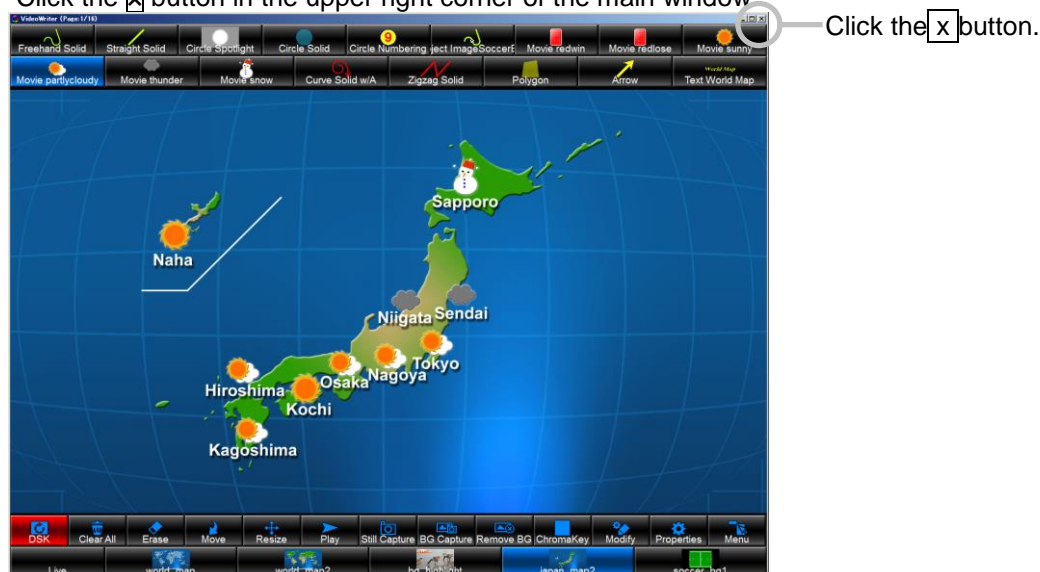 Click the x button in the upper right corner of the main window
VideoWriter (Page:1/16)
Click the x button.
Freehand Solid Straight Solid Circle Spotlight Circle Solid Circle Numbering ject ImageSoccerE Movie redwin Movie redlose Movie sunny
9
World Map
Movie partlycloudy Movie thunder Movie snow Curve Solid w/A Zigzag Solid Polygon Arrow Text World Map
Sapporo
Naha
Niigata Sendai
Tokyo
Nagoya
Osaka
Hiroshima
Kochi
Kagoshima
DSK Clear All Erase Move Resize Play Still Capture BG Capture Remove BG ChromaKey Modify Properties Menu
Live world_map world_map2 bg_highlight japan_map2 soccer_bg1